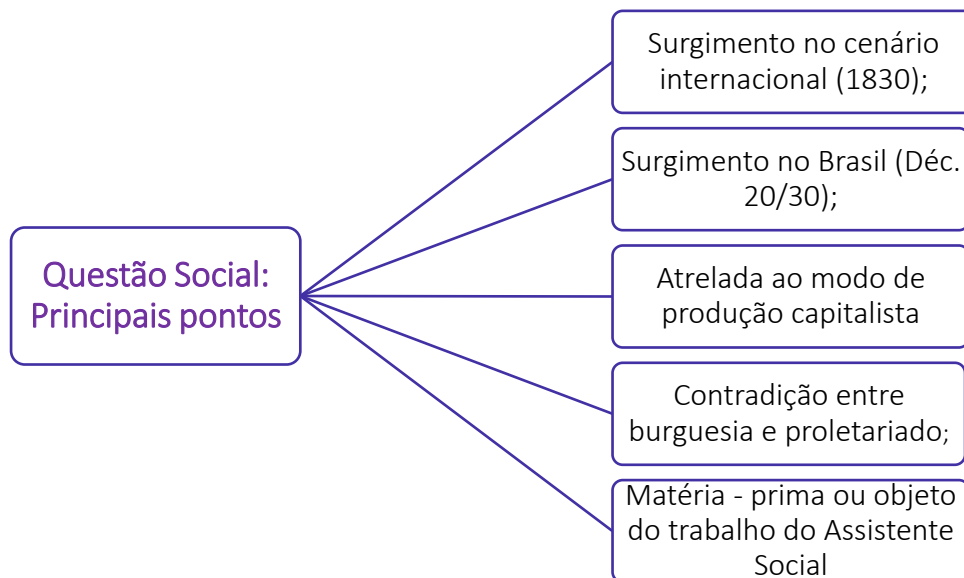 Questão Social:
Principais pontos
Surgimento no cenário
internacional (1830);
Surgimento no Brasil (Déc.
20/30);
Atrelada ao modo de
produção capitalista
Contradição entre
burguesia e proletariado;
Matéria - prima ou objeto
do trabalho do Assistente
Social